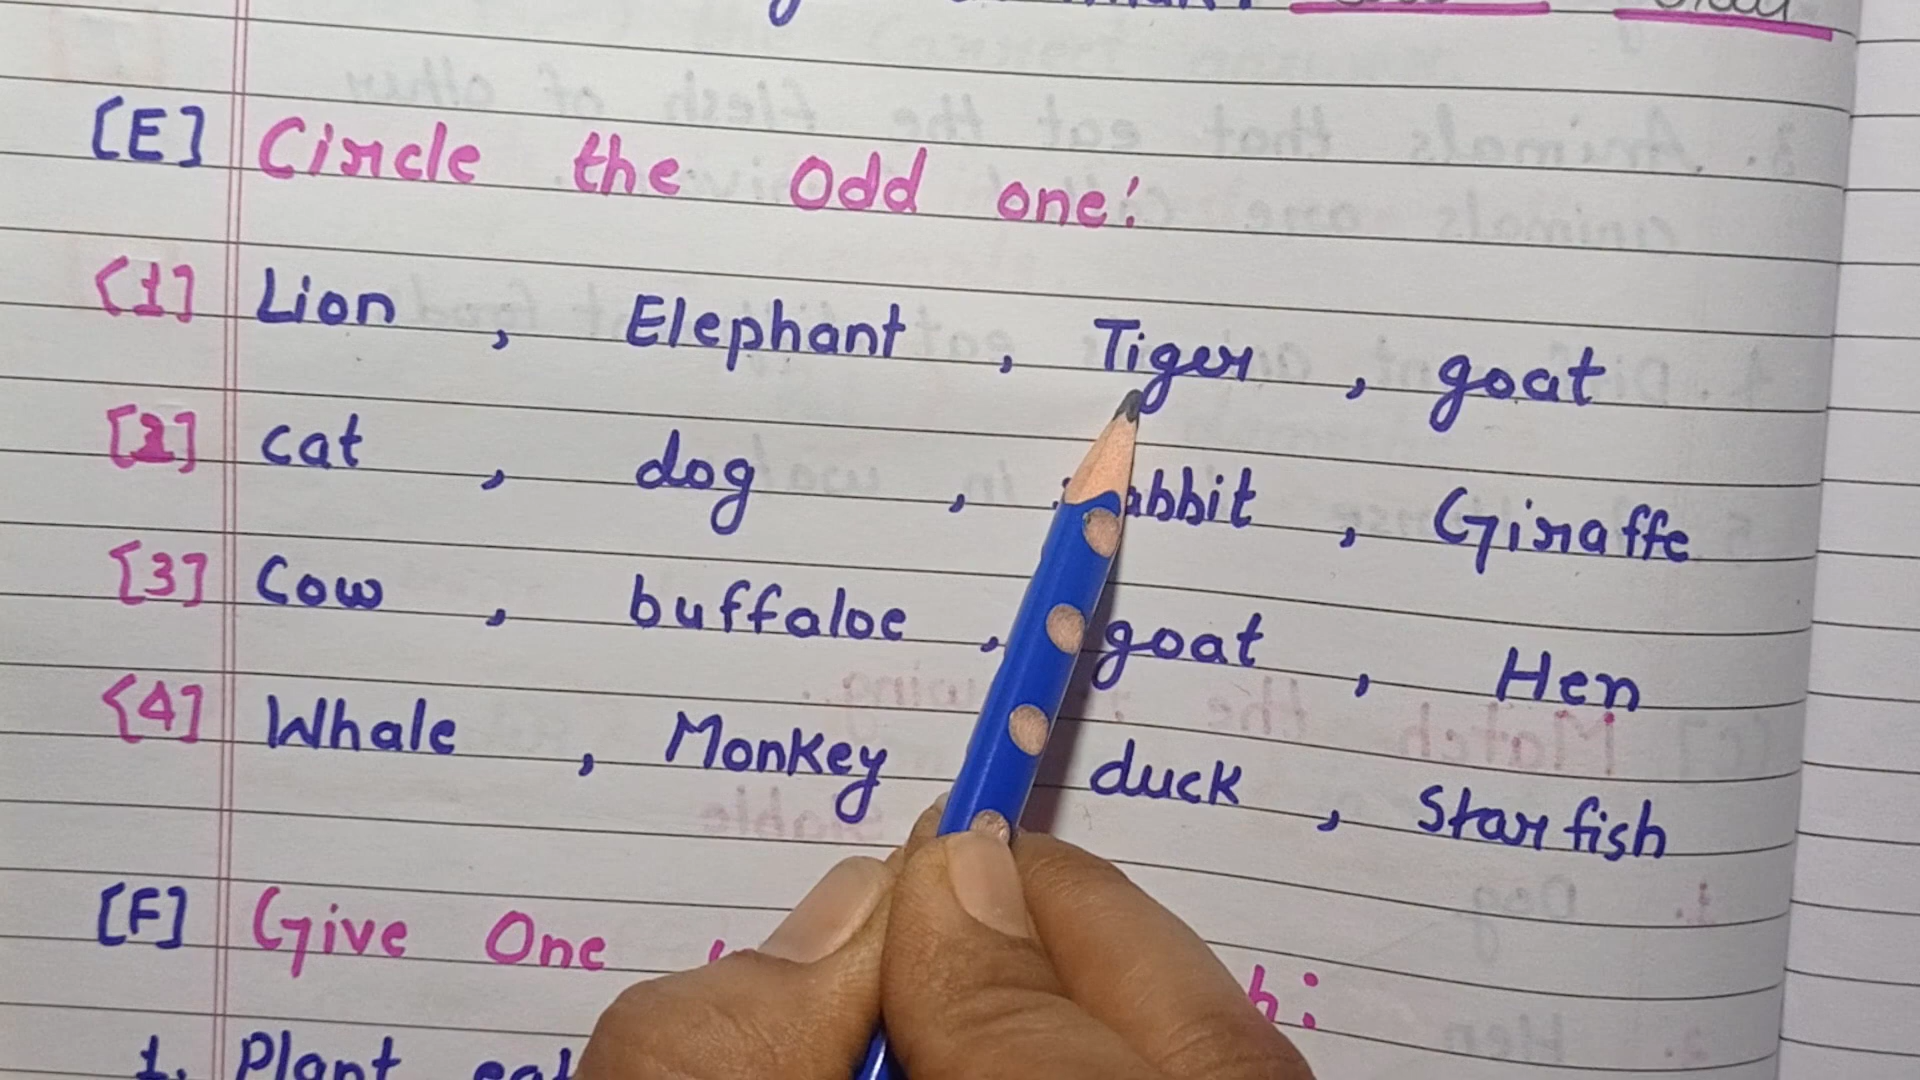 [E] Circle the Odd one:
[1] Lion , Elephant , Tiger , goat
[2] cat , dog , abbit , Giraffe
[3] Cow , buffaloe , goat , Hen
[4] Whale , Monkey duck , Star fish
[F] Give One
1. Plant eat